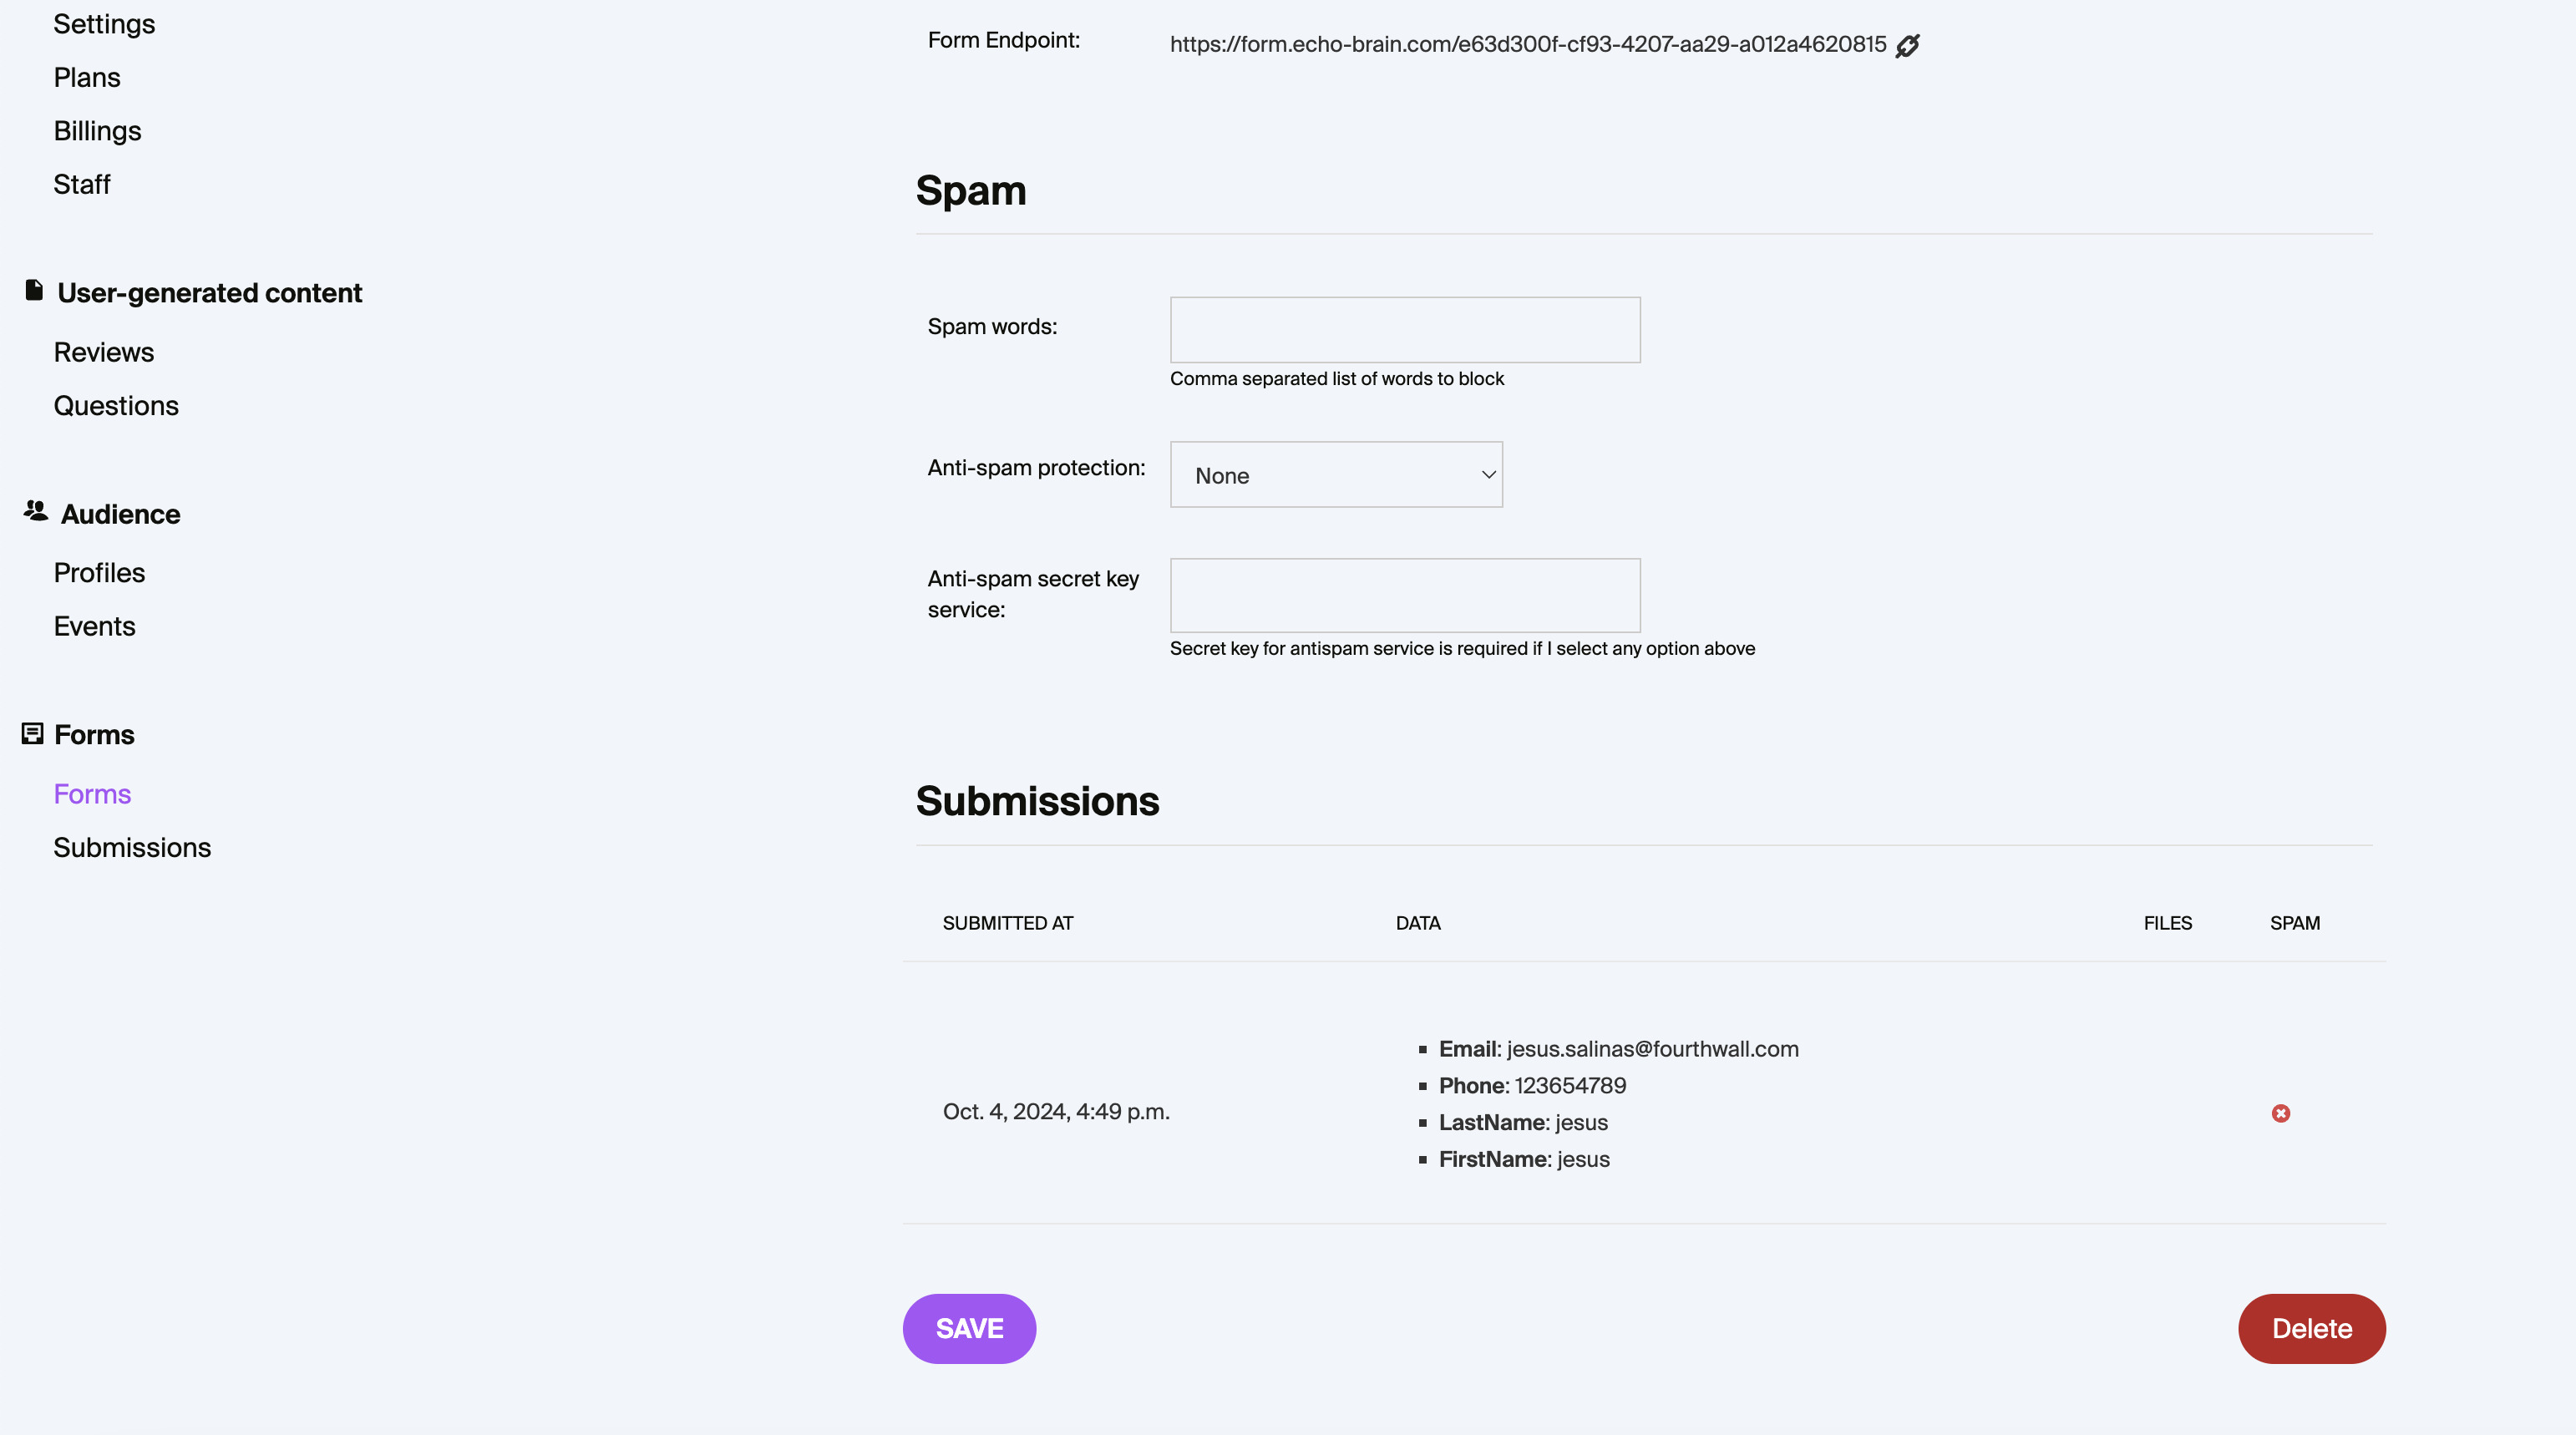 Settings
Plans
Billings
Staff
User-generated content
Reviews
Questions
Audience
Profiles
Events
Forms
Forms
Submissions
Form Endpoint: https://form.echo-brain.com/e63d300f-cf93-4207-aa29-a012a4620815
Spam
Spam words:
Comma separated list of words to block
Anti-spam protection: None
Anti-spam secret key
service:
Secret key for antispam service is required if I select any option above
Submissions
SUBMITTED AT DATA FILES SPAM
Email: jesus.salinas@fourthwall.com
Phone: 123654789
Oct. 4, 2024, 4:49 p.m.
LastName: jesus
FirstName: jesus
SAVE Delete